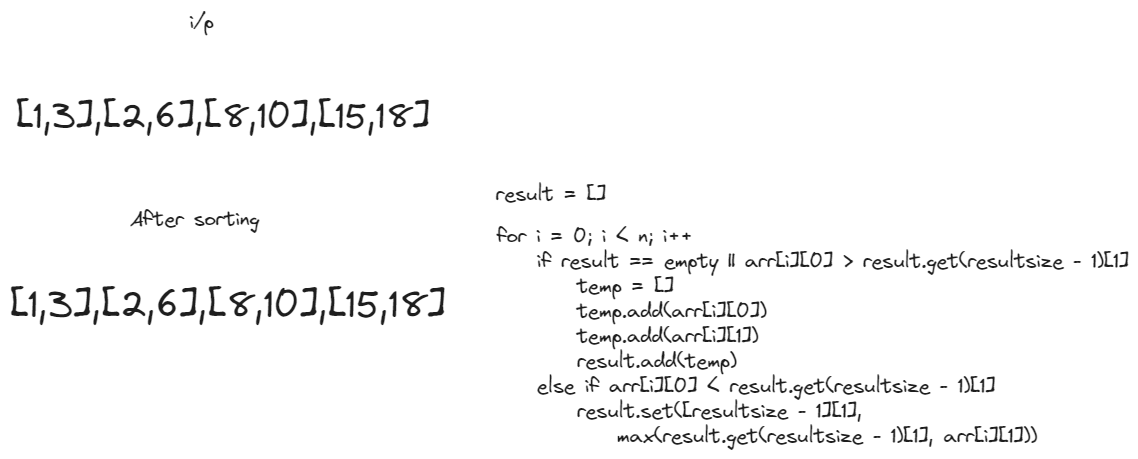 i/p
[1,3],[2,6],[8,10],[15,18]
After sorting
[1,3],[2,6],[8,10],[15,18]
result = []
for i = 0; i < n; i++
if result == empty || arr[i][0] > result.get(resultsize - 1)[1]
temp = []
temp.add(arr[i][0])
temp.add(arr[i][1])
result.add(temp)
else if arr[i][0] < result.get(resultsize - 1)[1]
result.set([resultsize - 1][1],
max(result.get(resultsize - 1)[1], arr[i][1]))